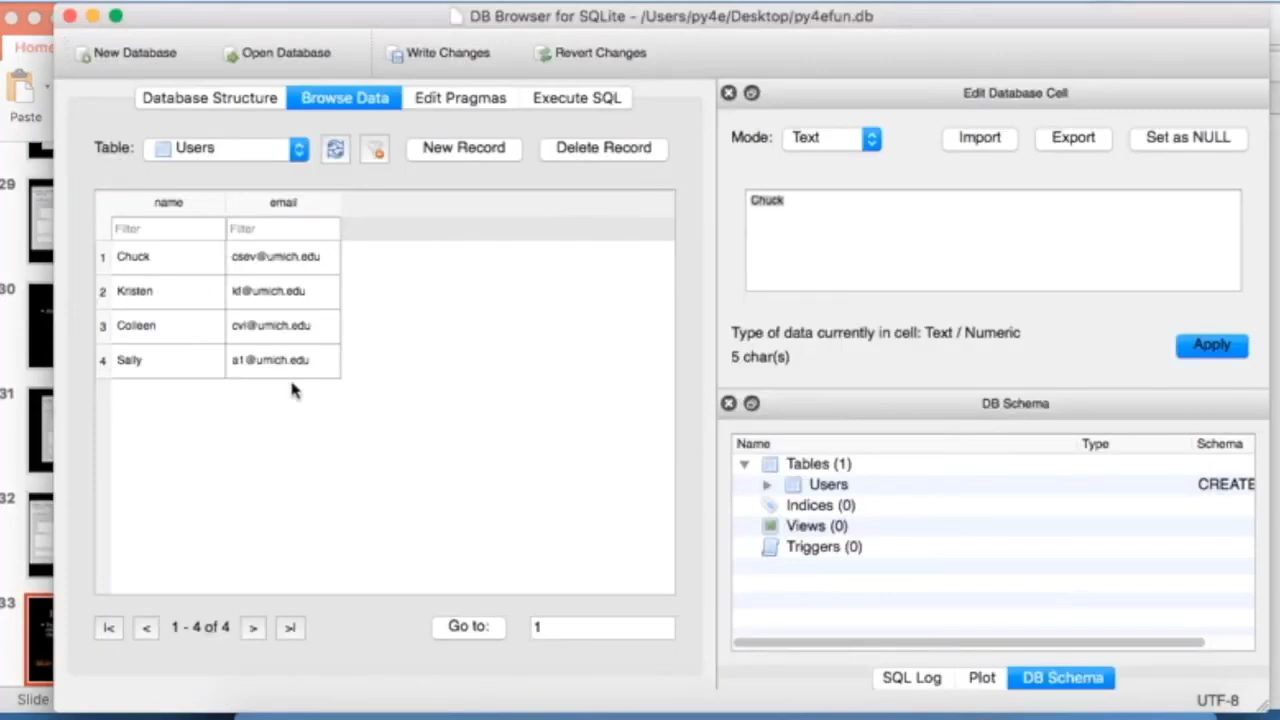 DB Browser for SQLite - /Users/py4e/Desktop/py4efun.db
Home
New Database Open Database Write Changes Revert Changes
Paste
Database Structure Browse Data Edit Pragmas Execute SQL
Table: Users New Record Delete Record
name email
Filter Filter
1 Chuck csev@umich.edu
2 Kristen kf@umich.edu
3 Colleen cvl@umich.edu
4 Sally a1@umich.edu
1 - 4 of 4 Go to: 1
Edit Database Cell
Mode: Text Import Export Set as NULL
Chuck
Type of data currently in cell: Text / Numeric
5 char(s)
Apply
DB Schema
Name Type Schema
Tables (1)
Users CREATE
Indices (0)
Views (0)
Triggers (0)
SQL Log Plot DB Schema
UTF-8
29
30
31
32
33
Slide